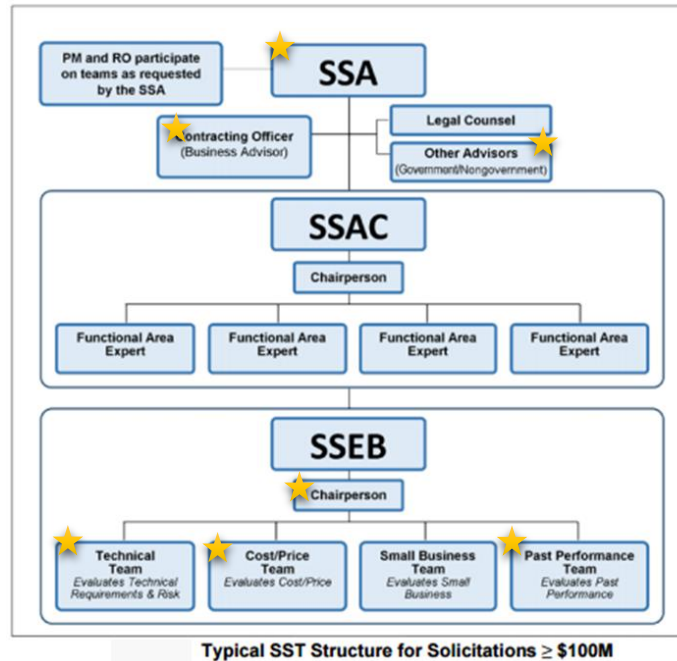 PM and RO participate
on teams as requested
by the SSA
SSA
Contracting Officer
(Business Advisor)
Legal Counsel
Other Advisors
(Government/Nongovernment)
SSAC
Chairperson
Functional Area
Expert
Functional Area
Expert
Functional Area
Expert
Functional Area
Expert
SSEB
Chairperson
Technical
Team
Evaluates Technical
Requirements & Risk
Cost/Price
Team
Evaluates Cost/Price
Small Business
Team
Evaluates Small
Business
Past Performance
Team
Evaluates Past
Performance
Typical SST Structure for Solicitations ≥ $100M